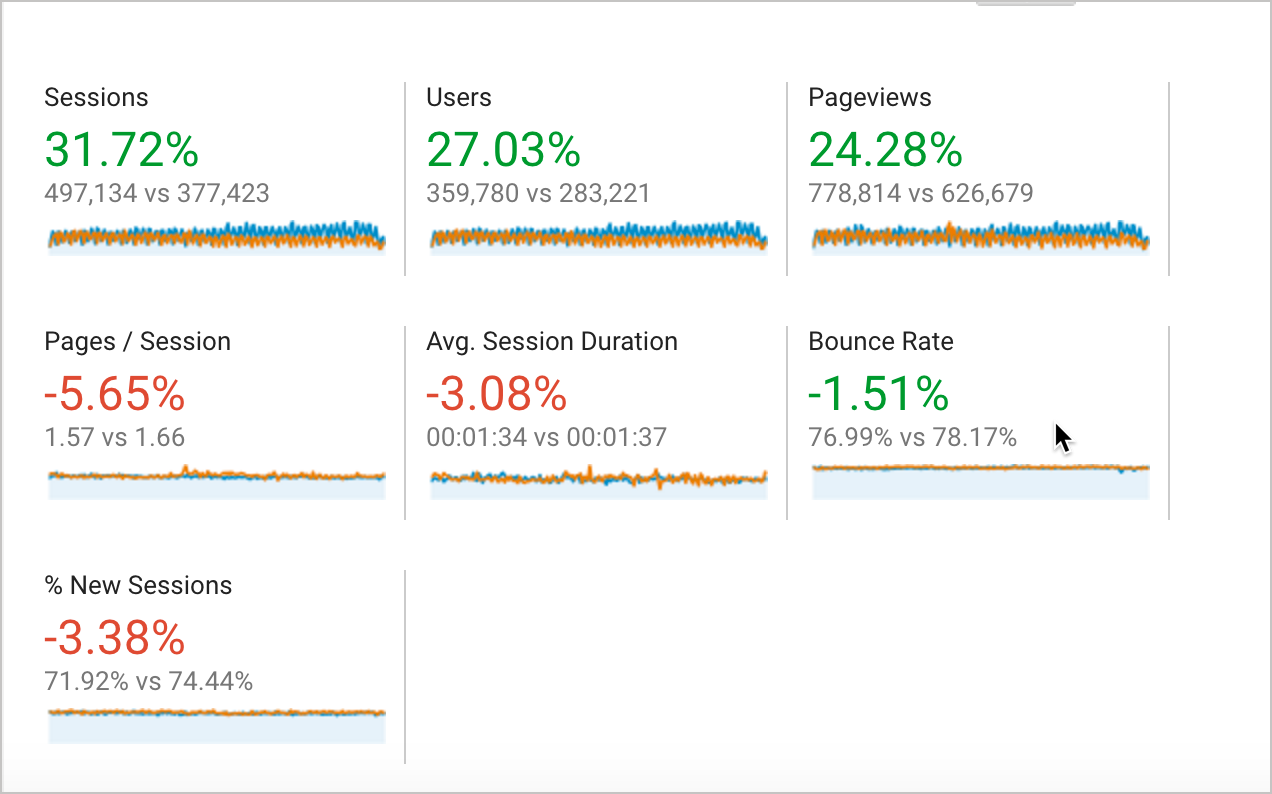 Sessions
31.72%
497,134 vs 377,423
Users
27.03%
359,780 vs 283,221
Pageviews
24.28%
778,814 vs 626,679
Pages / Session
-5.65%
1.57 vs 1.66
Avg. Session Duration
-3.08%
00:01:34 vs 00:01:37
Bounce Rate
-1.51%
76.99% vs 78.17%
% New Sessions
-3.38%
71.92% vs 74.44%